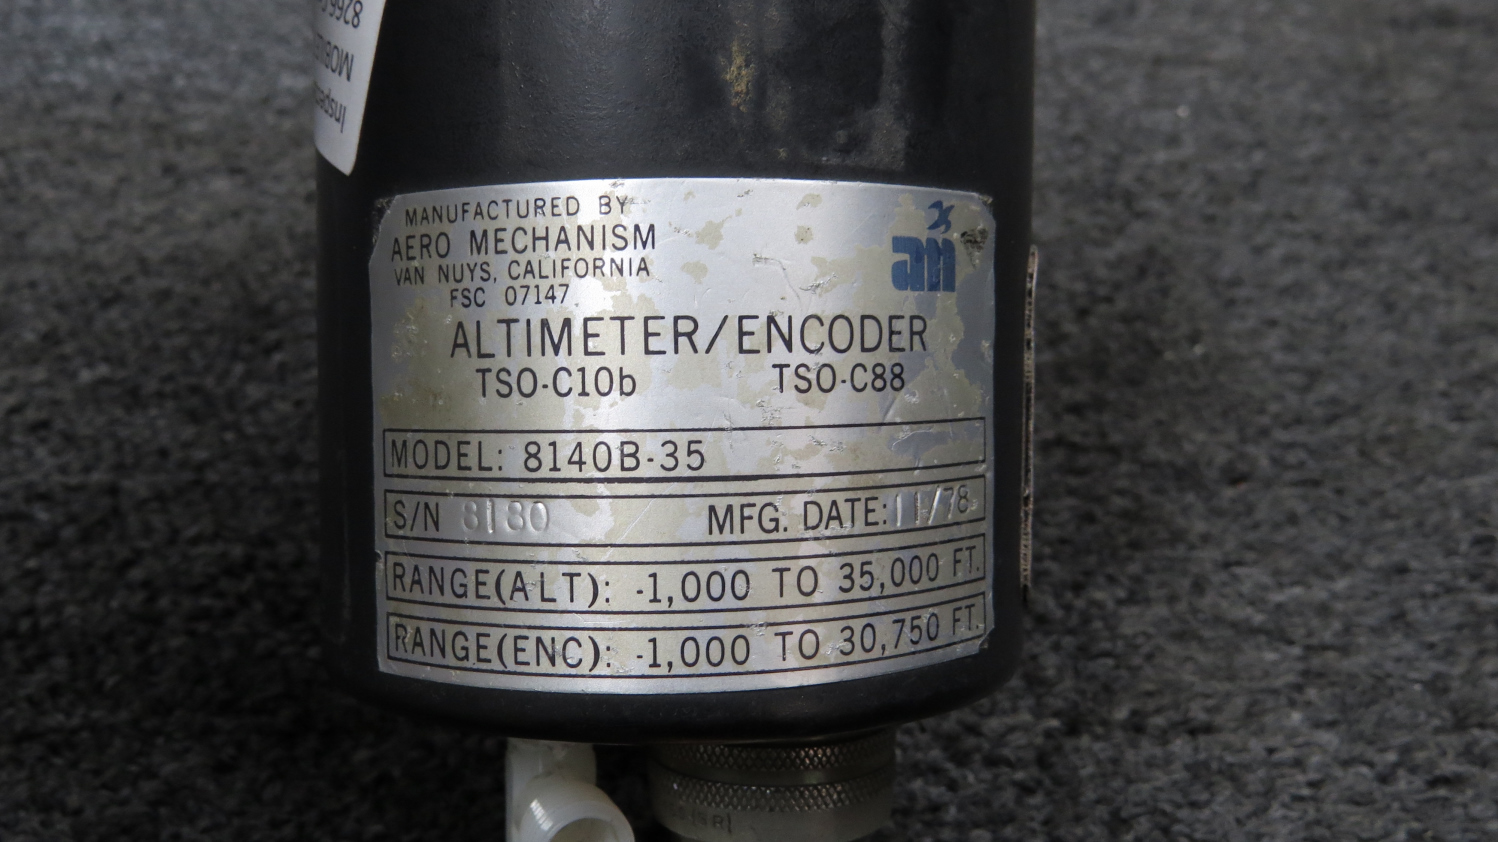 MANUFACTURED BY
AERO MECHANISM
VAN NUYS, CALIFORNIA
FSC 07147
am
ALTIMETER/ENCODER
TSO-C10b TSO-C88
MODEL: 8140B-35
S/N 8180 MFG. DATE: 11/78
RANGE(ALT): -1,000 TO 35,000 FT.
RANGE(ENC): -1,000 TO 30,750 FT.